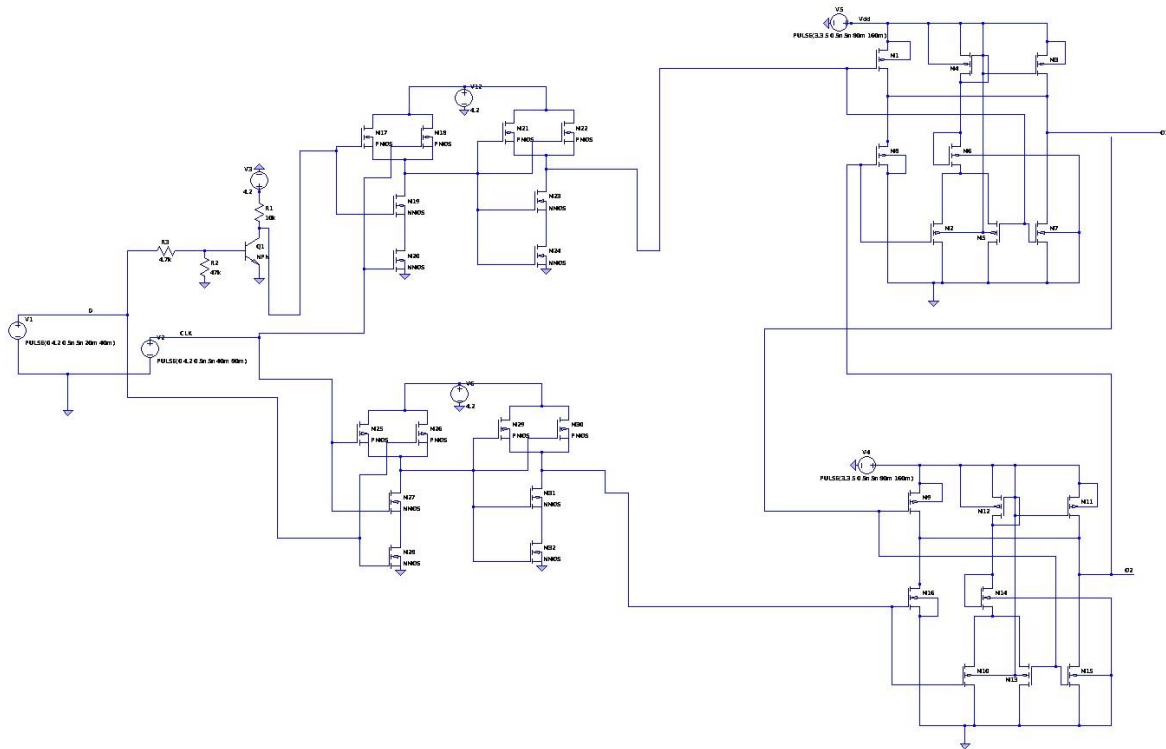 V5
Vdd
PULSE(3.3 5 0 .5n .5n 80m 160m)
M1
M4
M3
V12
4.2
M17
PMOS
M18
PMOS
M21
PMOS
M22
PMOS
O1
M8
M6
V3
4.2
R1
10k
M19
NMOS
M23
NMOS
M2
M5
M7
R3
4.7k
R2
47k
Q1
NPN
M20
NMOS
M24
NMOS
V1
D
PULSE(0 4.2 0 .5n .5n 20m 40m)
V2
CLK
PULSE(0 4.2 0 .5n .5n 40m 80m)
V6
4.2
M25
PMOS
M26
PMOS
M29
PMOS
M30
PMOS
V4
PULSE(3.3 5 0 .5n .5n 80m 160m)
M9
M12
M11
M27
NMOS
M31
NMOS
M28
NMOS
M32
NMOS
O2
M16
M14
M10
M13
M15